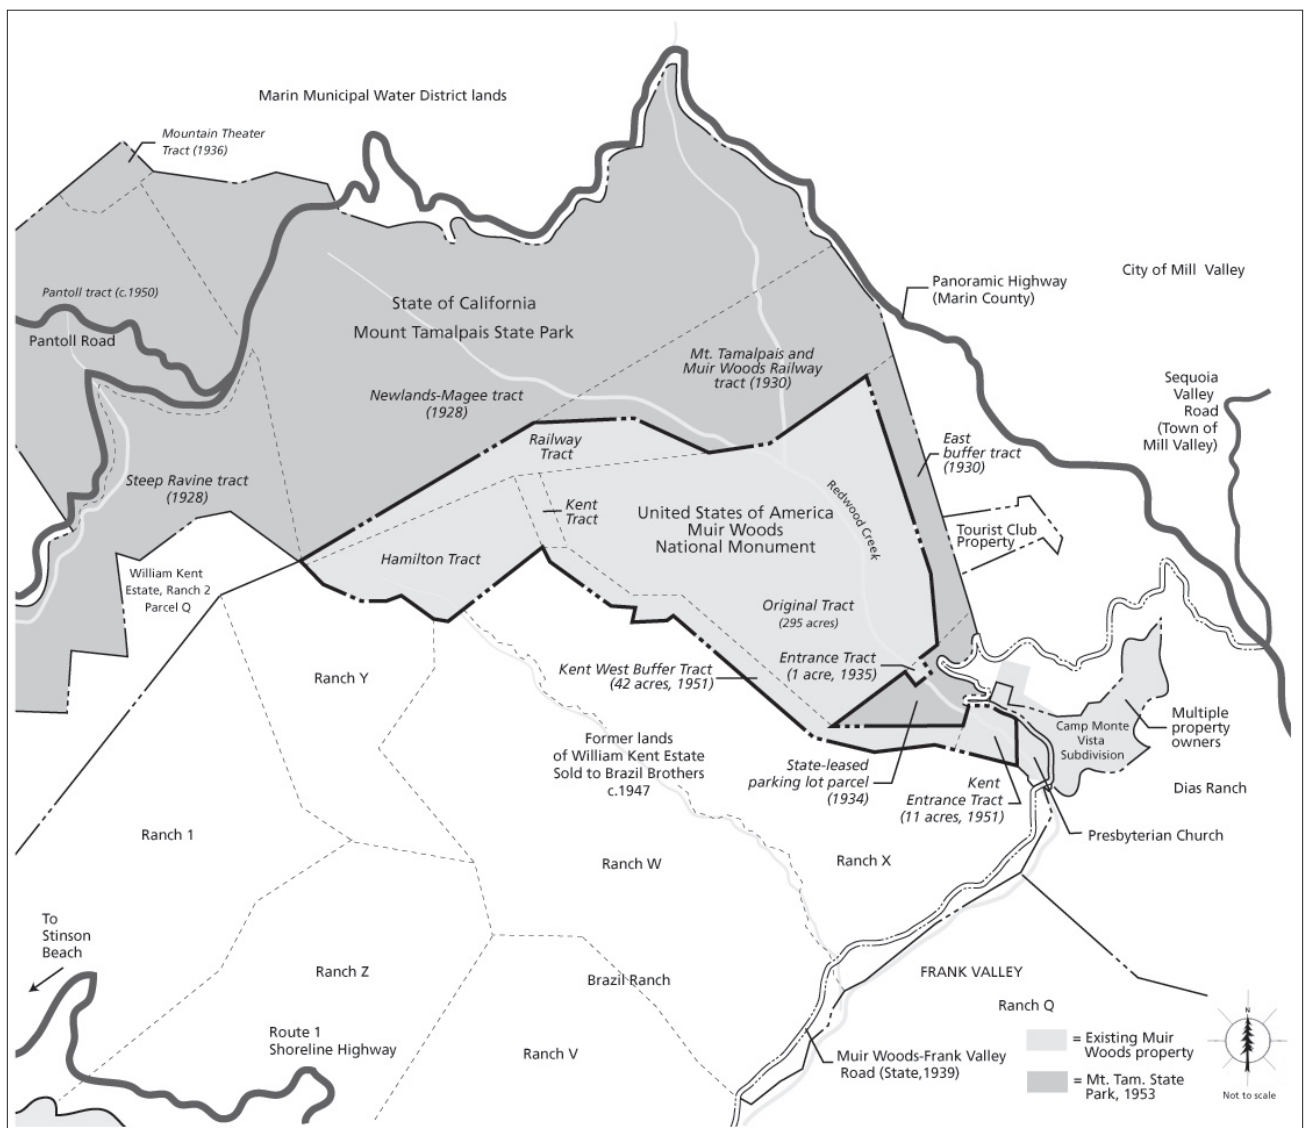 Marin Municipal Water District lands
Mountain Theater
Tract (1936)
City of Mill Valley
Panoramic Highway
(Marin County)
Pantoll tract (c.1950)
Pantoll Road
State of California
Mount Tamalpais State Park
Mt. Tamalpais and
Muir Woods Railway
tract (1930)
Newlands-Magee tract
(1928)
Sequoia
Valley
Road
(Town of
Mill Valley)
Railway
Tract
East
buffer tract
(1930)
Steep Ravine tract
(1928)
Kent
Tract
United States of America
Muir Woods
National Monument
Redwood Creek
Tourist Club
Property
Hamilton Tract
William Kent
Estate, Ranch 2
Parcel Q
Original Tract
(295 acres)
Entrance Tract
(1 acre, 1935)
Kent West Buffer Tract
(42 acres, 1951)
Ranch Y
Multiple
property
owners
Camp Monte
Vista
Subdivision
Former lands
of William Kent Estate
Sold to Brazil Brothers
c.1947
State-leased
parking lot parcel
(1934)
Kent
Entrance Tract
(11 acres, 1951)
Dias Ranch
Presbyterian Church
Ranch 1
Ranch W
Ranch X
To
Stinson
Beach
Ranch Z
Brazil Ranch
FRANK VALLEY
Ranch Q
Route 1
Shoreline Highway
Ranch V
Muir Woods-Frank Valley
Road (State,1939)
= Existing Muir
Woods property
= Mt. Tam. State
Park, 1953
N
Not to scale